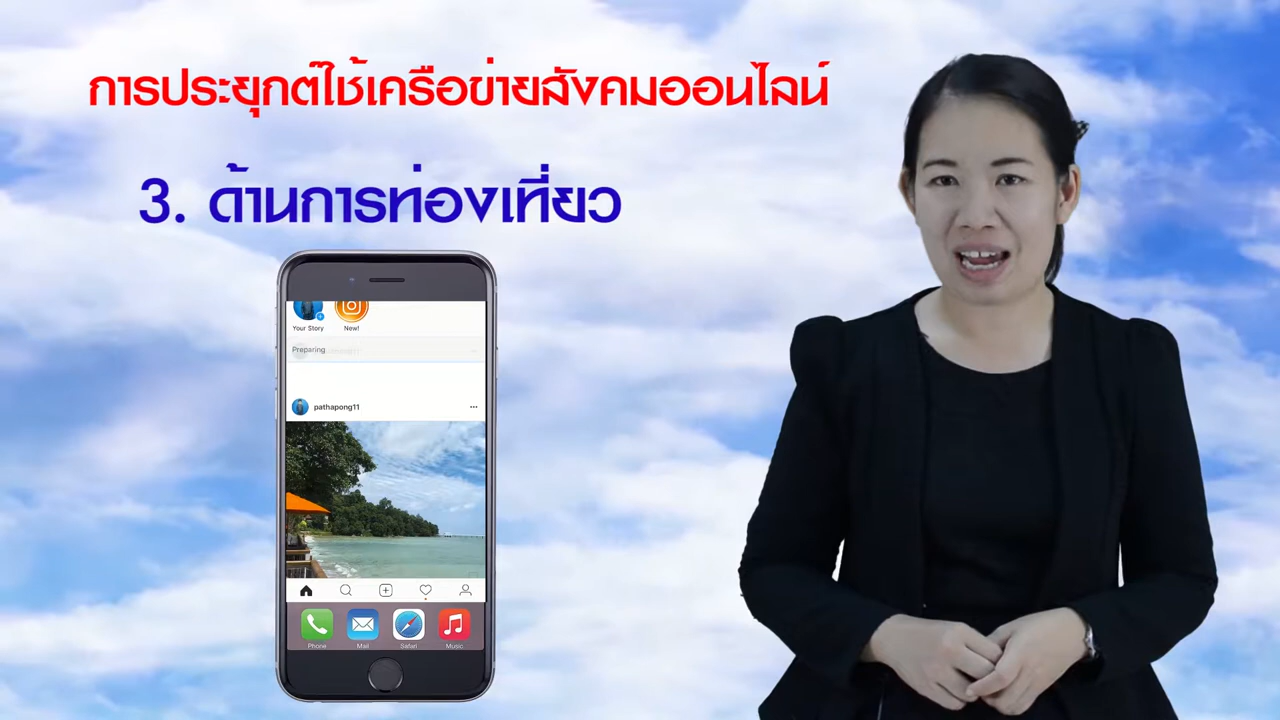 การประยุกต์ใช้เครือข่ายสังคมออนไลน์
3. ด้านการท่องเที่ยว
Your Story
New!
Preparing
pathapong11
Phone
Mail
Safari
Music